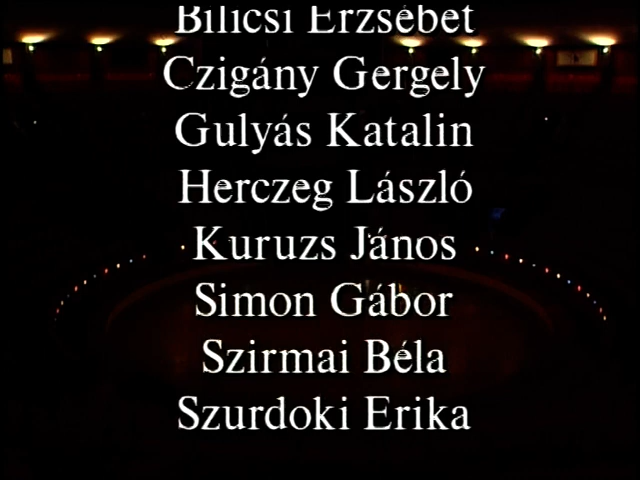 Bilicsi Erzsébet
Czigány Gergely
Gulyás Katalin
Herczeg László
Kuruzs János
Simon Gábor
Szirmai Béla
Szurdoki Erika